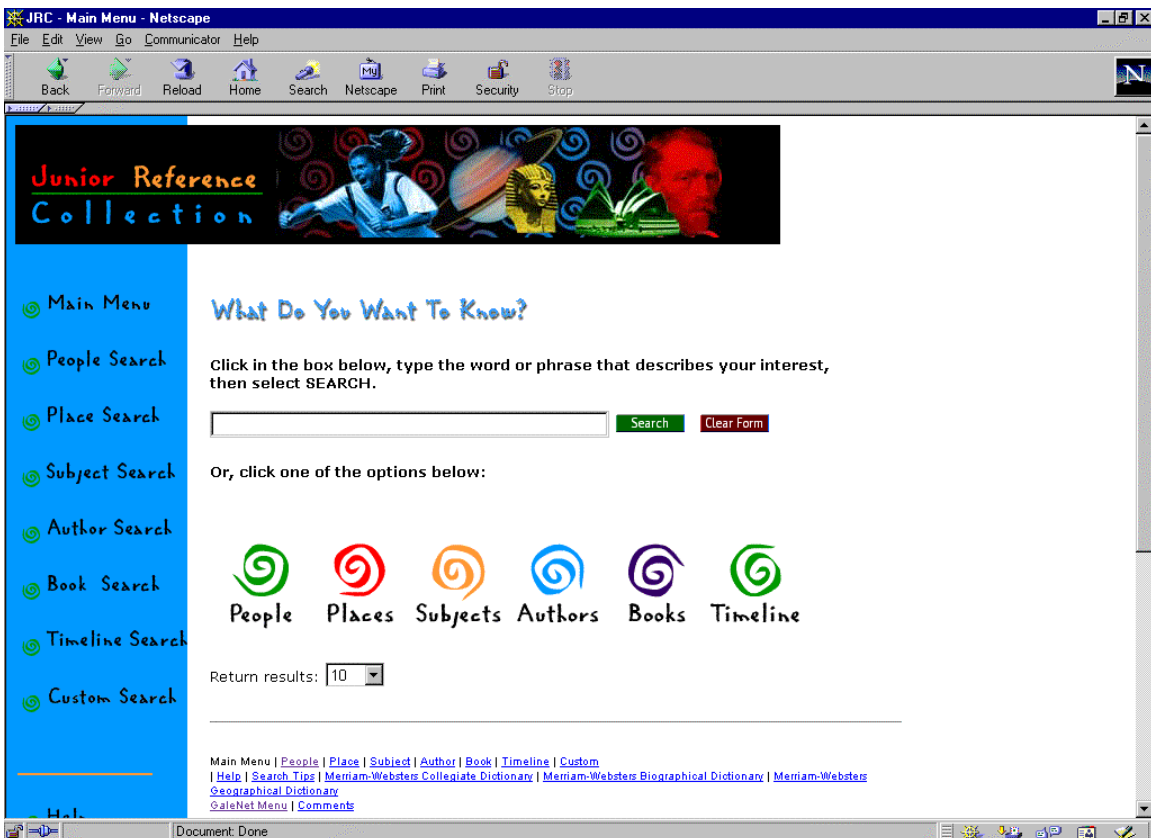 JRC - Main Menu - Netscape
File Edit View Go Communicator Help
Back Forward Reload Home Search Netscape Print Security Stop
My
N
Junior Reference
Collection
Main Menu
People Search
Place Search
Subject Search
Author Search
Book Search
Timeline Search
Custom Search
Help
What Do You Want To Know?
Click in the box below, type the word or phrase that describes your interest,
then select SEARCH.
Search Clear Form
Or, click one of the options below:
People Places Subjects Authors Books Timeline
Return results: 10
Main Menu | People | Place | Subject | Author | Book | Timeline | Custom
| Help | Search Tips | Merriam-Websters Collegiate Dictionary | Merriam-Websters Biographical Dictionary | Merriam-Websters
Geographical Dictionary
GaleNet Menu | Comments
Document: Done